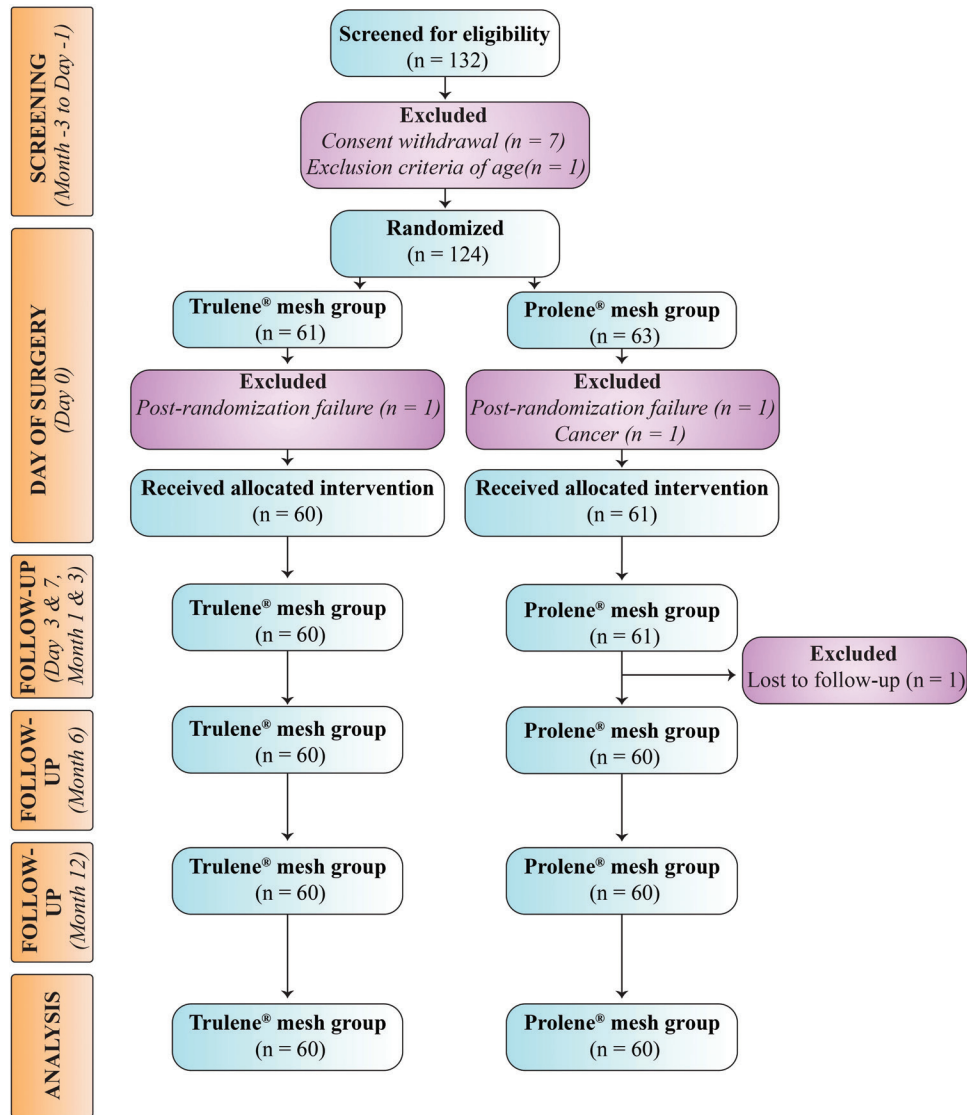 SCREENING
(Month -3 to Day -1)
Screened for eligibility
(n = 132)
Excluded
Consent withdrawal (n = 7)
Exclusion criteria of age(n = 1)
Randomized
(n = 124)
DAY OF SURGERY
(Day 0)
Trulene® mesh group
(n = 61)
Prolene® mesh group
(n = 63)
Excluded
Post-randomization failure (n = 1)
Excluded
Post-randomization failure (n = 1)
Cancer (n = 1)
Received allocated intervention
(n = 60)
Received allocated intervention
(n = 61)
FOLLOW-UP
(Day 3 & 7,
Month 1 & 3)
Trulene® mesh group
(n = 60)
Prolene® mesh group
(n = 61)
Excluded
Lost to follow-up (n = 1)
FOLLOW-
UP
(Month 6)
Trulene® mesh group
(n = 60)
Prolene® mesh group
(n = 60)
FOLLOW-
UP
(Month 12)
Trulene® mesh group
(n = 60)
Prolene® mesh group
(n = 60)
ANALYSIS
Trulene® mesh group
(n = 60)
Prolene® mesh group
(n = 60)